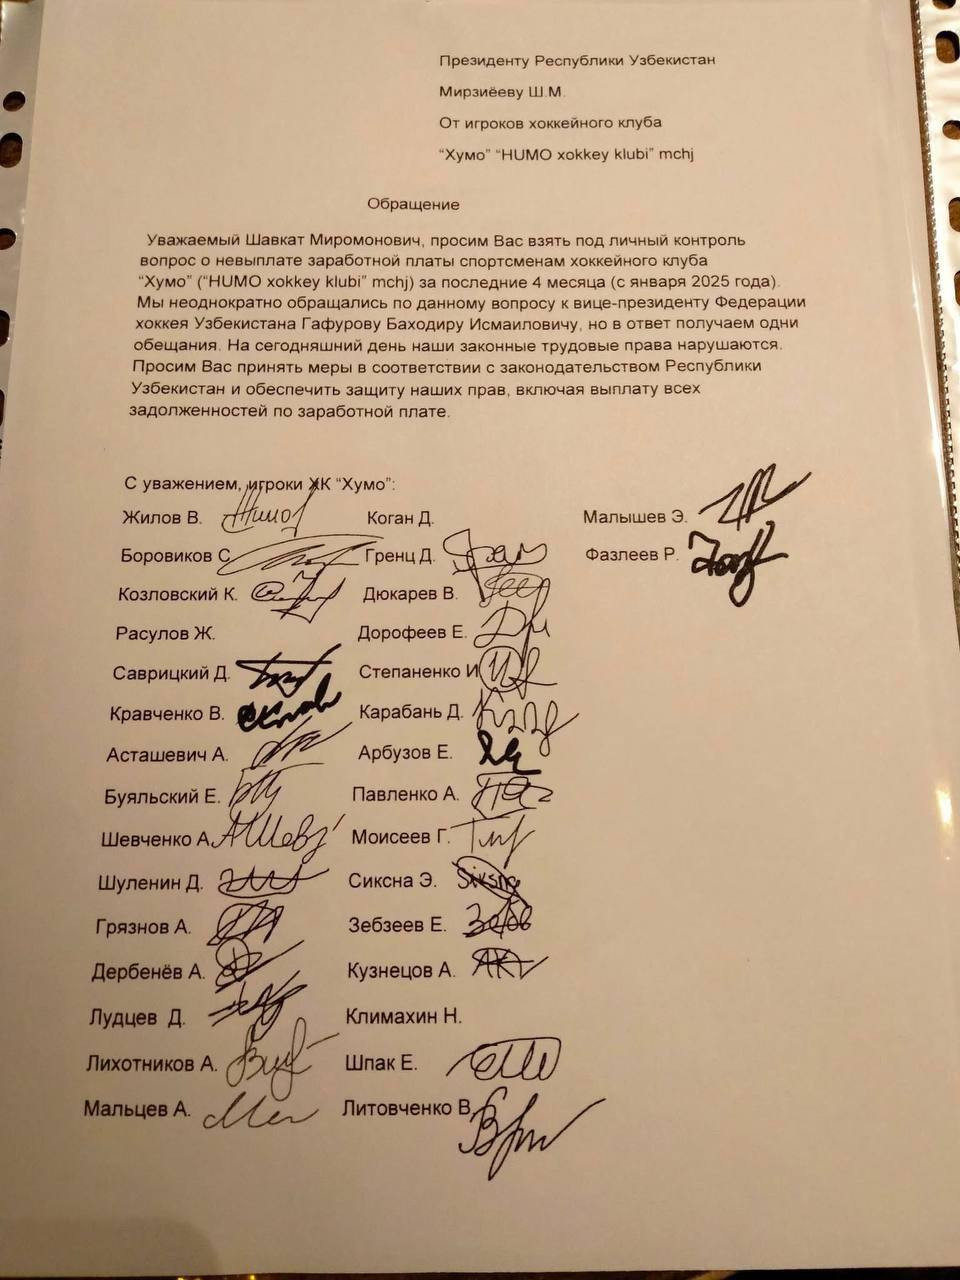 Президенту Республики Узбекистан
Мирзиёеву Ш.М.
От игроков хоккейного клуба
“Хумо” “HUMO xokkey klubi” mchj
Обращение
Уважаемый Шавкат Миромонович, просим Вас взять под личный контроль
вопрос о невыплате заработной платы спортсменам хоккейного клуба
“Хумо” (“HUMO xokkey klubi” mchj) за последние 4 месяца (с января 2025 года).
Мы неоднократно обращались по данному вопросу к вице-президенту Федерации
хоккея Узбекистана Гафурову Баходиру Исмаиловичу, но в ответ получаем одни
обещания. На сегодняшний день наши законные трудовые права нарушаются.
Просим Вас принять меры в соответствии с законодательством Республики
Узбекистан и обеспечить защиту наших прав, включая выплату всех
задолженностей по заработной плате.
С уважением, игроки ХК “Хумо”:
Жилов В. Коган Д. Малышев Э.
Боровиков С Гренц Д. Фазлеев Р.
Козловский К. Дюкарев В.
Расулов Ж. Дорофеев Е.
Саврицкий Д. Степаненко И
Кравченко В. Карабань Д.
Асташевич А. Арбузов Е.
Буяльский Е. Павленко А.
Шевченко А. Моисеев Г.
Шуленин Д. Сиксна Э.
Грязнов А. Зебзеев Е.
Дербенёв А. Кузнецов А.
Лудцев Д. Климахин Н.
Лихотников А. Шпак Е.
Мальцев А. Литовченко В.